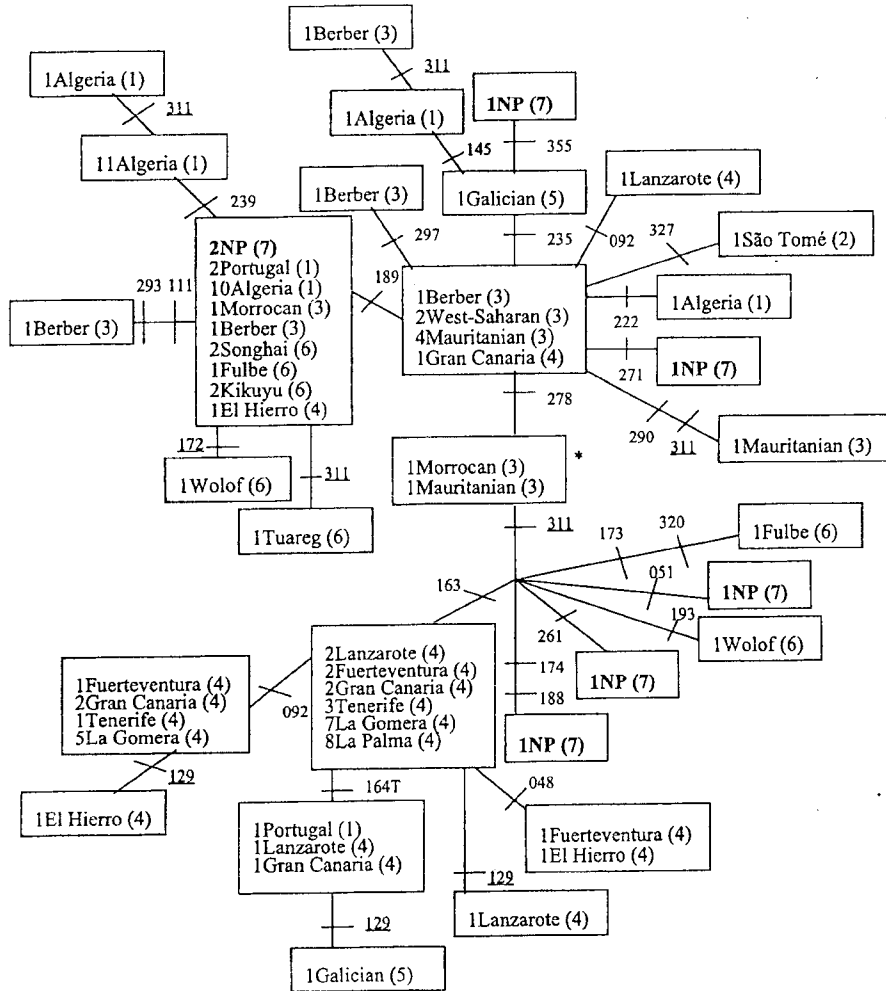 1Berber (3)
311
1Algeria (1)
311
1NP (7)
1Algeria (1)
11Algeria (1)
145
355
239
1Berber (3)
1Galician (5)
1Lanzarote (4)
297
235
092
327
1São Tomé (2)
2NP (7)
2Portugal (1)
10Algeria (1)
1Morrocan (3)
1Berber (3)
2Songhai (6)
1Fulbe (6)
2Kikuyu (6)
1El Hierro (4)
293
111
1Berber (3)
189
1Berber (3)
2West-Saharan (3)
4Mauritanian (3)
1Gran Canaria (4)
1Algeria (1)
222
1NP (7)
271
278
290
311
1Mauritanian (3)
172
1Wolof (6)
311
1Tuareg (6)
1Morrocan (3)
1Mauritanian (3)
*
311
173
320
1Fulbe (6)
163
051
1NP (7)
193
1Wolof (6)
261
1NP (7)
174
188
1NP (7)
2Lanzarote (4)
2Fuerteventura (4)
2Gran Canaria (4)
3Tenerife (4)
7La Gomera (4)
8La Palma (4)
1Fuerteventura (4)
2Gran Canaria (4)
1Tenerife (4)
5La Gomera (4)
092
129
1El Hierro (4)
164T
048
1Portugal (1)
1Lanzarote (4)
1Gran Canaria (4)
1Fuerteventura (4)
1El Hierro (4)
129
1Lanzarote (4)
129
1Galician (5)